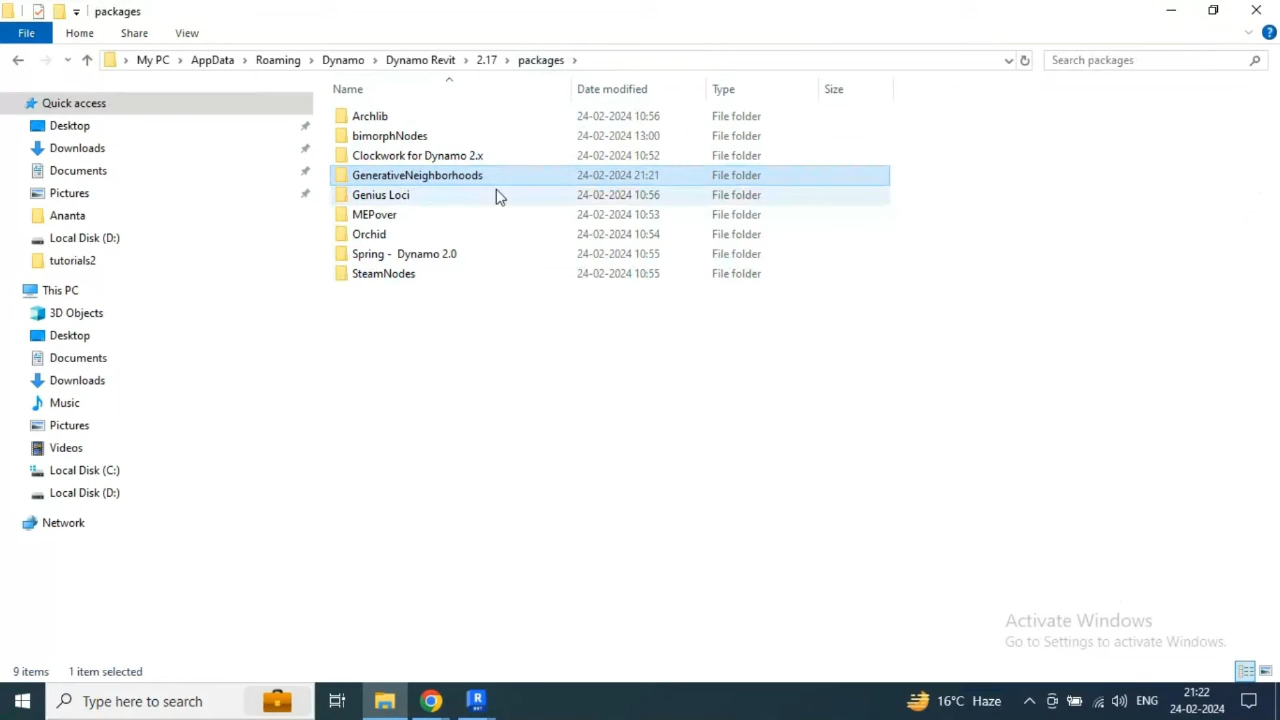 packages
File Home Share View
My PC > AppData > Roaming > Dynamo > Dynamo Revit > 2.17 > packages >
Search packages
Name Date modified Type Size
Quick access
Desktop
Downloads
Documents
Pictures
Ananta
Local Disk (D:)
tutorials2
This PC
3D Objects
Desktop
Documents
Downloads
Music
Pictures
Videos
Local Disk (C:)
Local Disk (D:)
Network
Archlib 24-02-2024 10:56 File folder
bimorphNodes 24-02-2024 13:00 File folder
Clockwork for Dynamo 2.x 24-02-2024 10:52 File folder
GenerativeNeighborhoods 24-02-2024 21:21 File folder
Genius Loci 24-02-2024 10:56 File folder
MEPover 24-02-2024 10:53 File folder
Orchid 24-02-2024 10:54 File folder
Spring - Dynamo 2.0 24-02-2024 10:55 File folder
SteamNodes 24-02-2024 10:55 File folder
Activate Windows
Go to Settings to activate Windows.
9 items 1 item selected
Type here to search
R
16°C Haze
ENG
21:22
24-02-2024